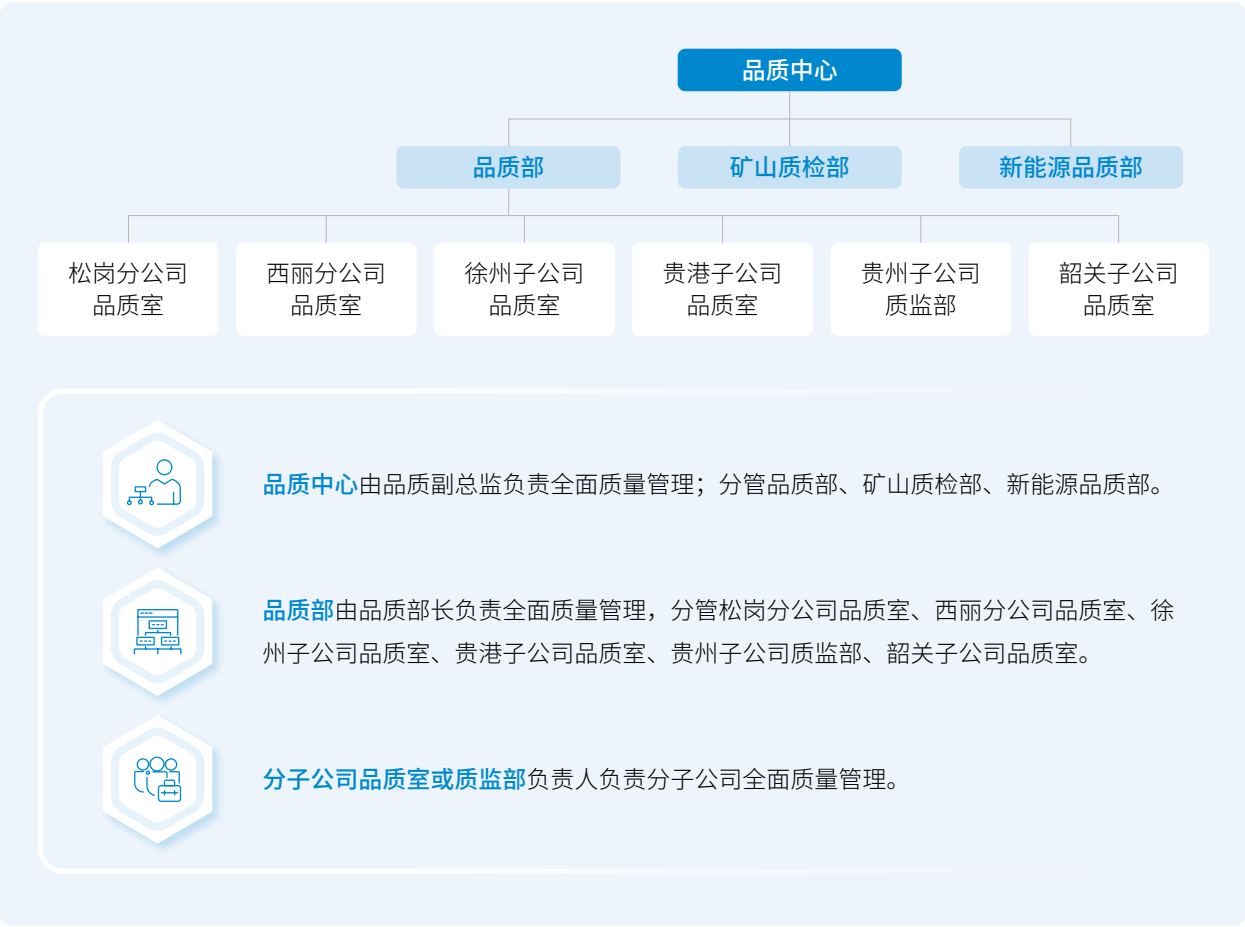 品质中心
品质部
矿山质检部
新能源品质部
松岗分公司
品质室
西丽分公司
品质室
徐州子公司
品质室
贵港子公司
品质室
贵州子公司
质监部
韶关子公司
品质室
品质中心由品质副总监负责全面质量管理；分管品质部、矿山质检部、新能源品质部。
品质部由品质部长负责全面质量管理，分管松岗分公司品质室、西丽分公司品质室、徐
州子公司品质室、贵港子公司品质室、贵州子公司质监部、韶关子公司品质室。
分子公司品质室或质监部负责人负责分子公司全面质量管理。